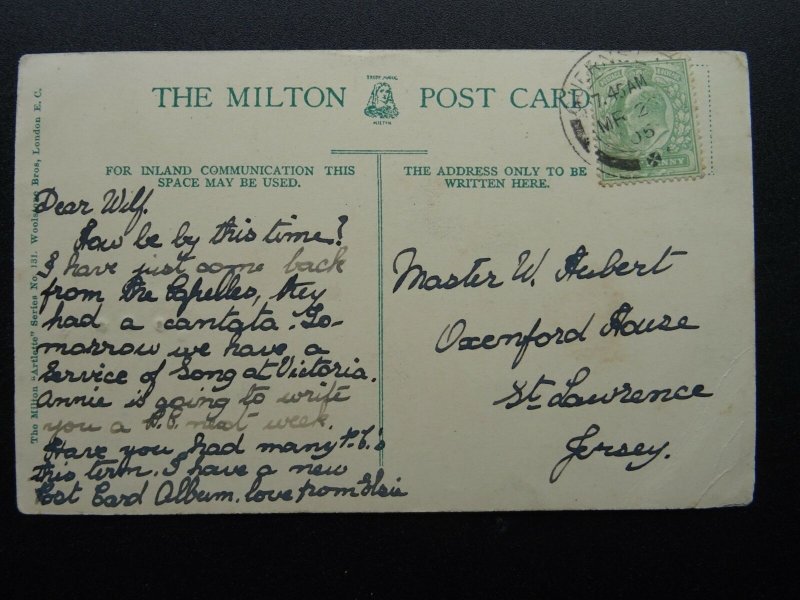 THE MILTON POST CARD
TRADE MARK
MILTON
GUERNSEY
7.45 AM
MR 2
05
FOR INLAND COMMUNICATION THIS
SPACE MAY BE USED.
THE ADDRESS ONLY TO BE
WRITTEN HERE.
The Milton "Artlette" Series No. 131. Woolstone Bros, London E. C.
Dear Wilf.
How be by this time?
I have just come back
from the Capelles, they
had a cantata. To-
morrow we have a
Service of Song at Victoria.
Annie is going to write
you a P.C. next week.
Have you had many P.C.'s
this term. I have a new
Post Card Album. love from Elsie
Master W. Hubert
Oxenford House
St Lawrence
Jersey.